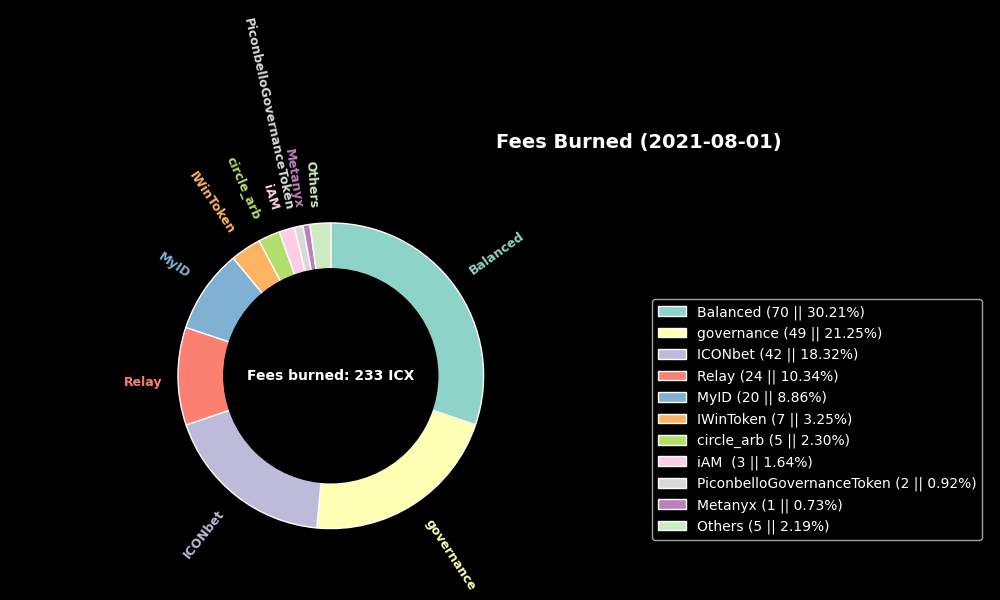 Fees Burned (2021-08-01)
PiconbelloGovernanceToken
Metanyx
Others
iAM
circle_arb
IWinToken
MyID
Balanced
Relay
ICONbet
governance
Fees burned: 233 ICX
Balanced (70 || 30.21%)
governance (49 || 21.25%)
ICONbet (42 || 18.32%)
Relay (24 || 10.34%)
MyID (20 || 8.86%)
IWinToken (7 || 3.25%)
circle_arb (5 || 2.30%)
iAM  (3 || 1.64%)
PiconbelloGovernanceToken (2 || 0.92%)
Metanyx (1 || 0.73%)
Others (5 || 2.19%)